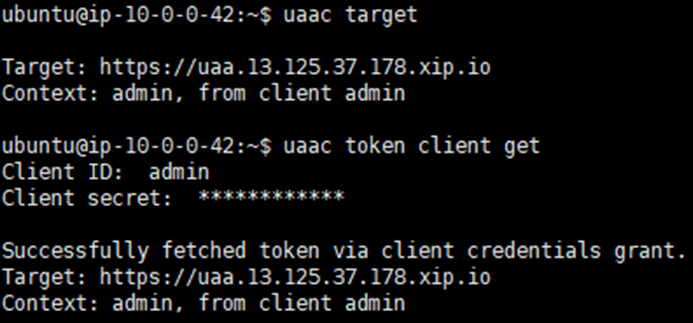 ubuntu@ip-10-0-0-42:~$ uaac target
Target: https://uaa.13.125.37.178.xip.io
Context: admin, from client admin
ubuntu@ip-10-0-0-42:~$ uaac token client get
Client ID:  admin
Client secret:  ************
Successfully fetched token via client credentials grant.
Target: https://uaa.13.125.37.178.xip.io
Context: admin, from client admin